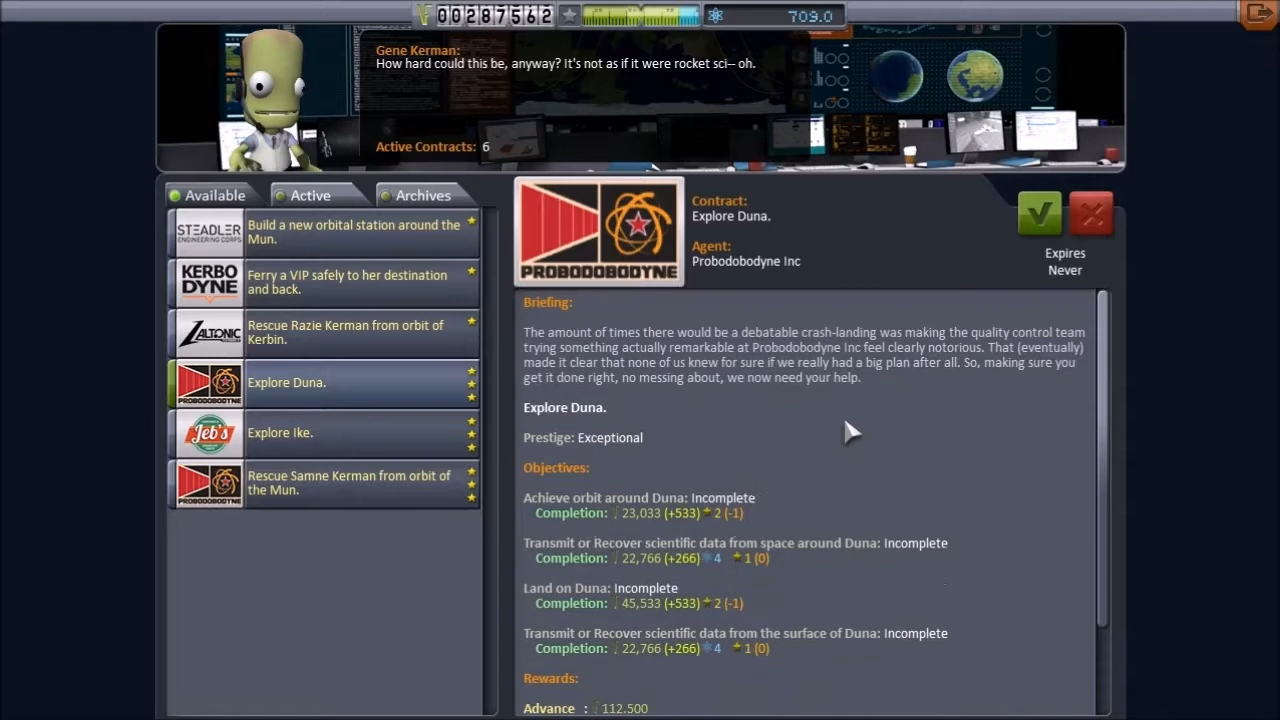 00287562
709.0
Gene Kerman:
How hard could this be, anyway? It's not as if it were rocket sci-- oh.
Active Contracts: 6
Available
Active
Archives
STEADLER
ENGINEERING CORPS
Build a new orbital station around the
Mun.
KERBO
DYNE
Ferry a VIP safely to her destination
and back.
ZALTONIC
Rescue Razie Kerman from orbit of
Kerbin.
PROBODOBODYNE
Explore Duna.
Jeb's
Explore Ike.
PROBODOBODYNE
Rescue Samne Kerman from orbit of
the Mun.
PROBODOBODYNE
Contract:
Explore Duna.
Agent:
Probodobodyne Inc
Expires
Never
Briefing:
The amount of times there would be a debatable crash-landing was making the quality control team
trying something actually remarkable at Probodobodyne Inc feel clearly notorious. That (eventually)
made it clear that none of us knew for sure if we really had a big plan after all. So, making sure you
get it done right, no messing about, we now need your help.
Explore Duna.
Prestige: Exceptional
Objectives:
Achieve orbit around Duna: Incomplete
Completion: 23,033 (+533) 2 (-1)
Transmit or Recover scientific data from space around Duna: Incomplete
Completion: 22,766 (+266) 4 1 (0)
Land on Duna: Incomplete
Completion: 45,533 (+533) 2 (-1)
Transmit or Recover scientific data from the surface of Duna: Incomplete
Completion: 22,766 (+266) 4 1 (0)
Rewards:
Advance : 112.500